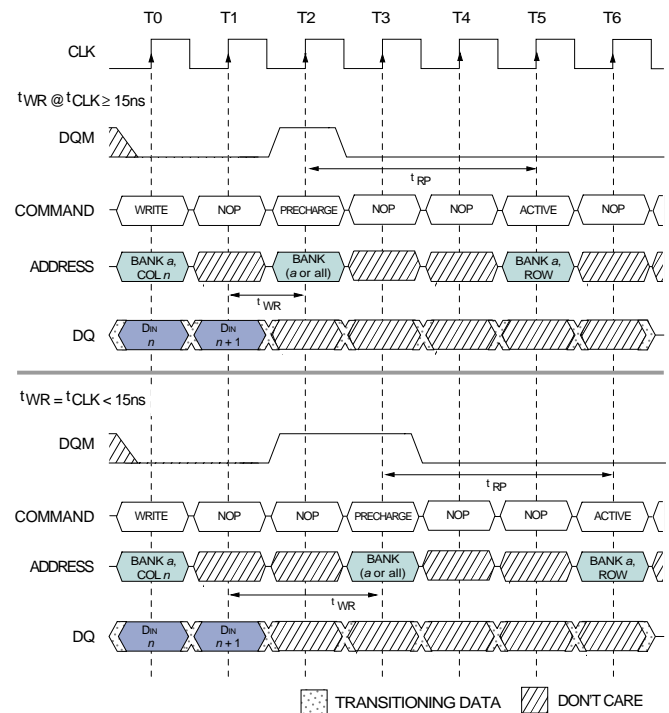 T0 T1 T2 T3 T4 T5 T6
CLK
tWR @ tCLK ≥ 15ns
DQM
tRP
COMMAND WRITE NOP PRECHARGE NOP NOP ACTIVE NOP
ADDRESS BANK a, COL n BANK (a or all) BANK a, ROW
tWR
DQ DIN n DIN n + 1
tWR = tCLK < 15ns
DQM
tRP
COMMAND WRITE NOP NOP PRECHARGE NOP NOP ACTIVE
ADDRESS BANK a, COL n BANK (a or all) BANK a, ROW
tWR
DQ DIN n DIN n + 1
TRANSITIONING DATA DON'T CARE